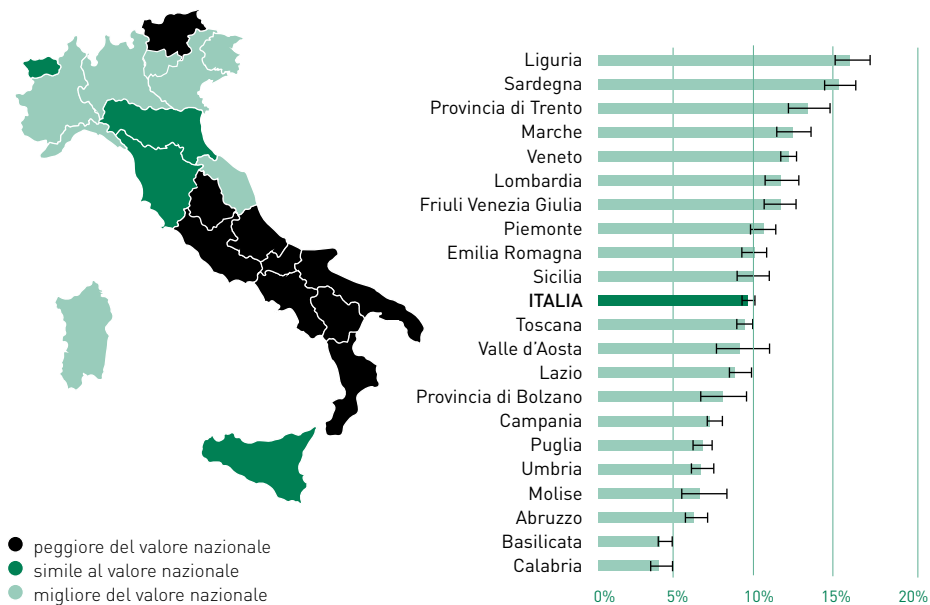 Liguria
Sardegna
Provincia di Trento
Marche
Veneto
Lombardia
Friuli Venezia Giulia
Piemonte
Emilia Romagna
Sicilia
ITALIA
Toscana
Valle d'Aosta
Lazio
Provincia di Bolzano
Campania
Puglia
Umbria
Molise
Abruzzo
Basilicata
Calabria
0% 5% 10% 15% 20%
peggiore del valore nazionale
simile al valore nazionale
migliore del valore nazionale